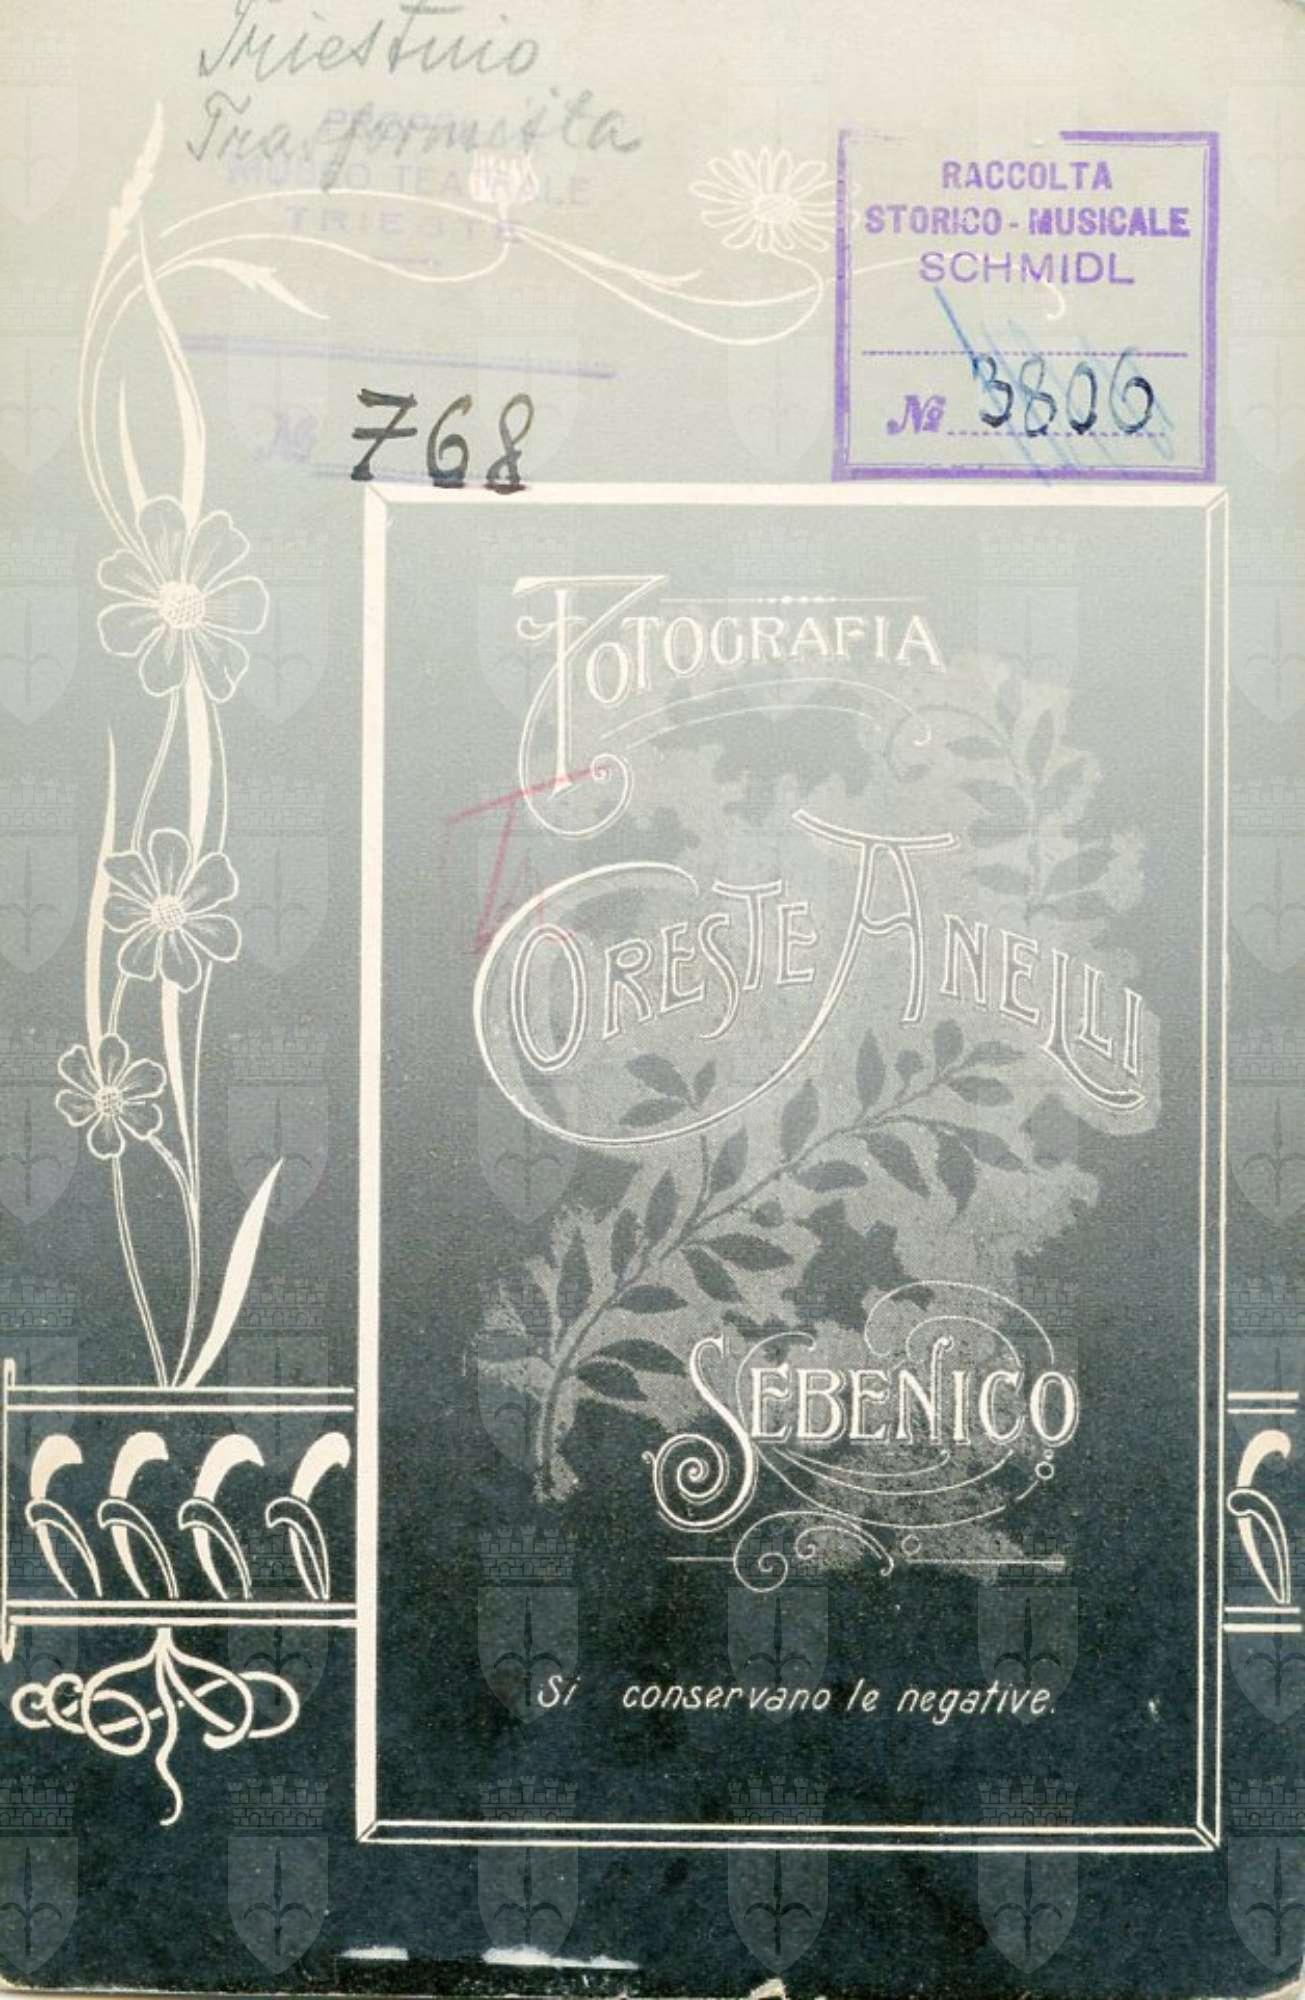 Triestino
Trasformista
MUSEO TEATRALE
TRIESTE
RACCOLTA
STORICO - MUSICALE
SCHMIDL
№ 3806
№ 768
FOTOGRAFIA
ORESTE ANELLI
SEBENICO
Si conservano le negative.